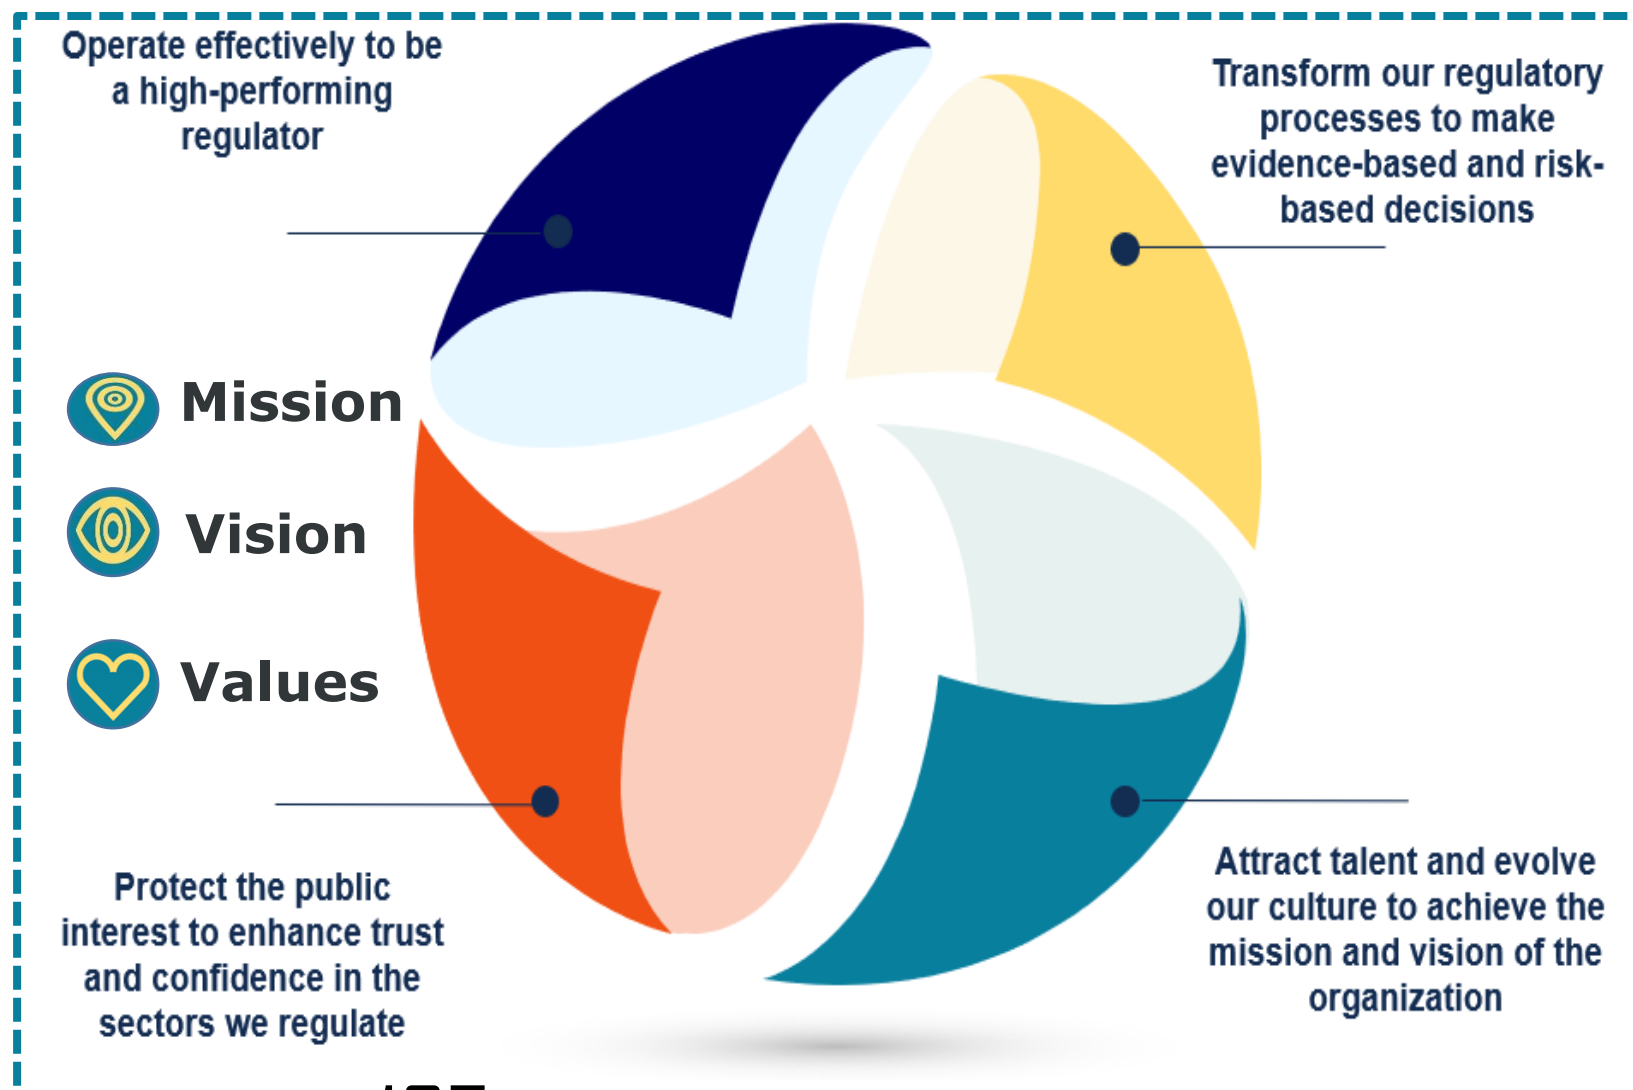 Operate effectively to be
a high-performing
regulator
Transform our regulatory
processes to make
evidence-based and risk-
based decisions
Mission
Vision
Values
Protect the public
interest to enhance trust
and confidence in the
sectors we regulate
Attract talent and evolve
our culture to achieve the
mission and vision of the
organization